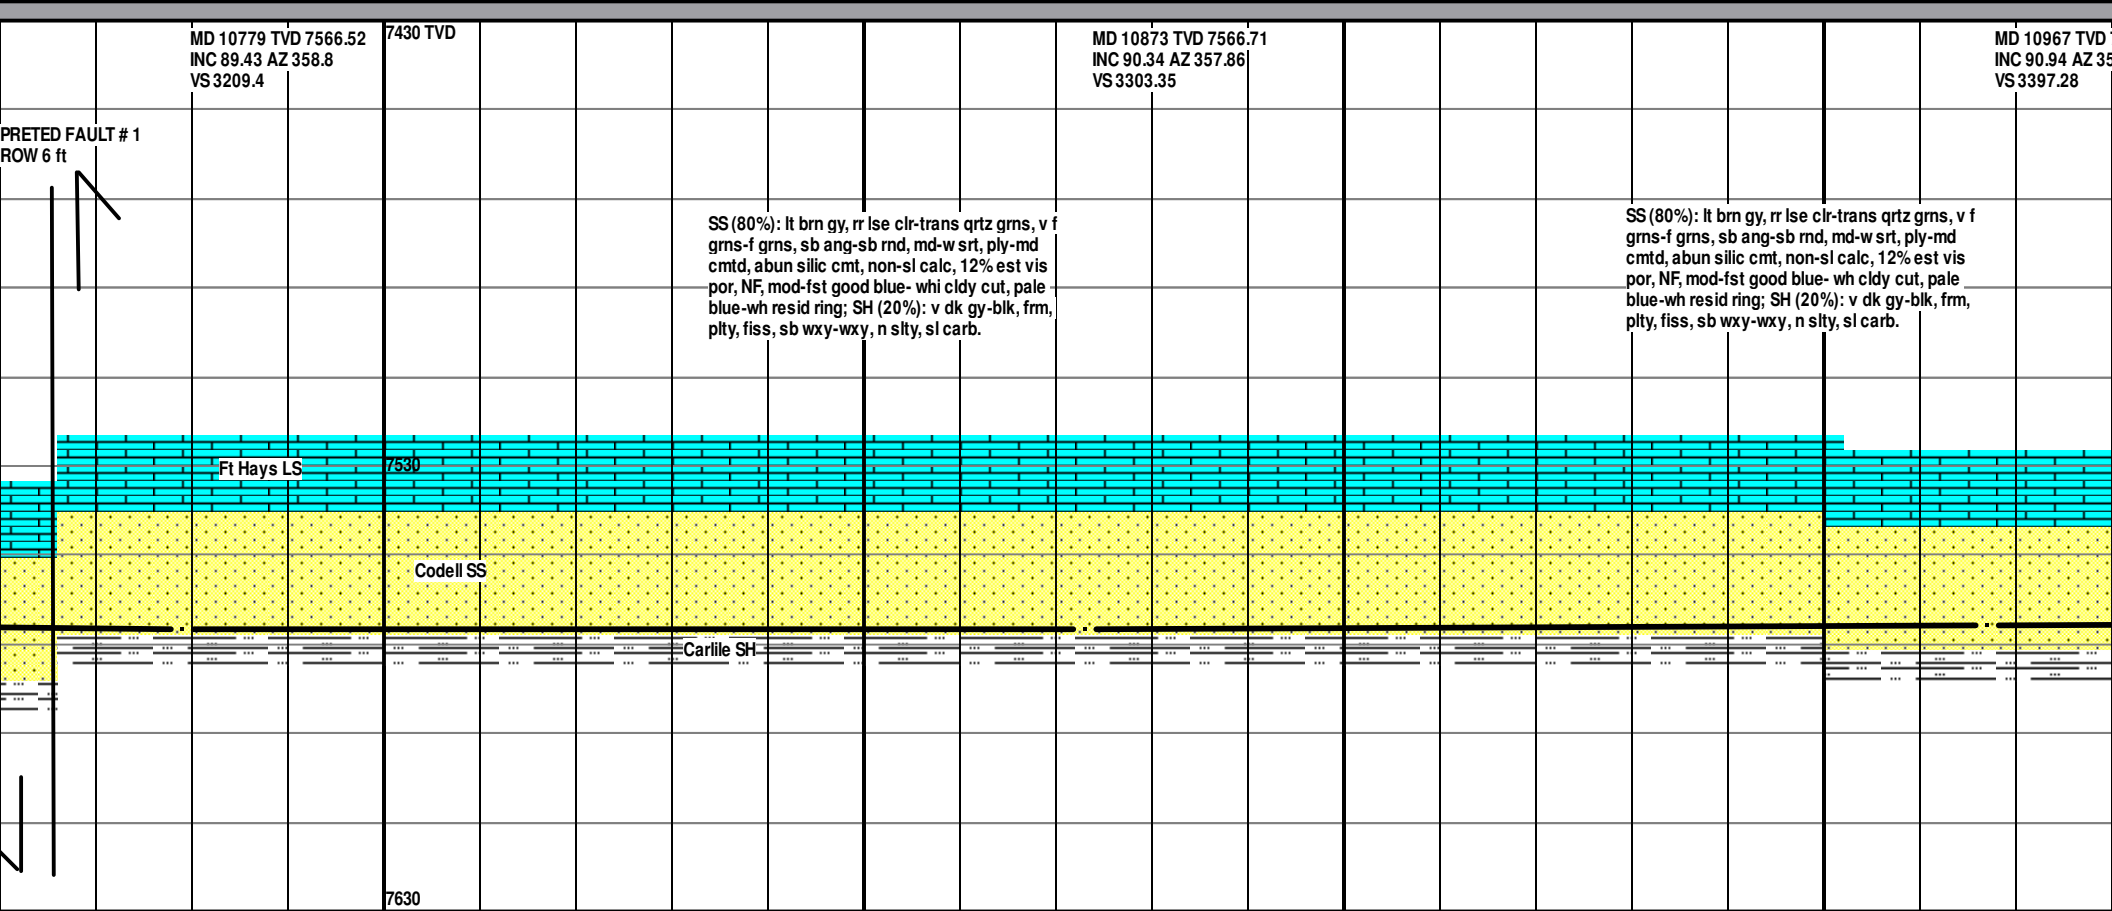 MD 10779 TVD 7566.52
INC 89.43 AZ 358.8
VS 3209.4
7430 TVD
MD 10873 TVD 7566.71
INC 90.34 AZ 357.86
VS 3303.35
MD 10967 TVD
INC 90.94 AZ 35
VS 3397.28
PRETED FAULT # 1
ROW 6 ft
SS (80%): lt brn gy, rr lse clr-trans qrtz grns, v f
grns-f grns, sb ang-sb rnd, md-w srt, ply-md
cmtd, abun silic cmt, non-sl calc, 12% est vis
por, NF, mod-fst good blue- whi cldy cut, pale
blue-wh resid ring; SH (20%): v dk gy-blk, frm,
plty, fiss, sb wxy-wxy, n slty, sl carb.
SS (80%): lt brn gy, rr lse clr-trans qrtz grns, v f
grns-f grns, sb ang-sb rnd, md-w srt, ply-md
cmtd, abun silic cmt, non-sl calc, 12% est vis
por, NF, mod-fst good blue- wh cldy cut, pale
blue-wh resid ring; SH (20%): v dk gy-blk, frm,
plty, fiss, sb wxy-wxy, n slty, sl carb.
Ft Hays LS
7530
Codell SS
Carlile SH
7630